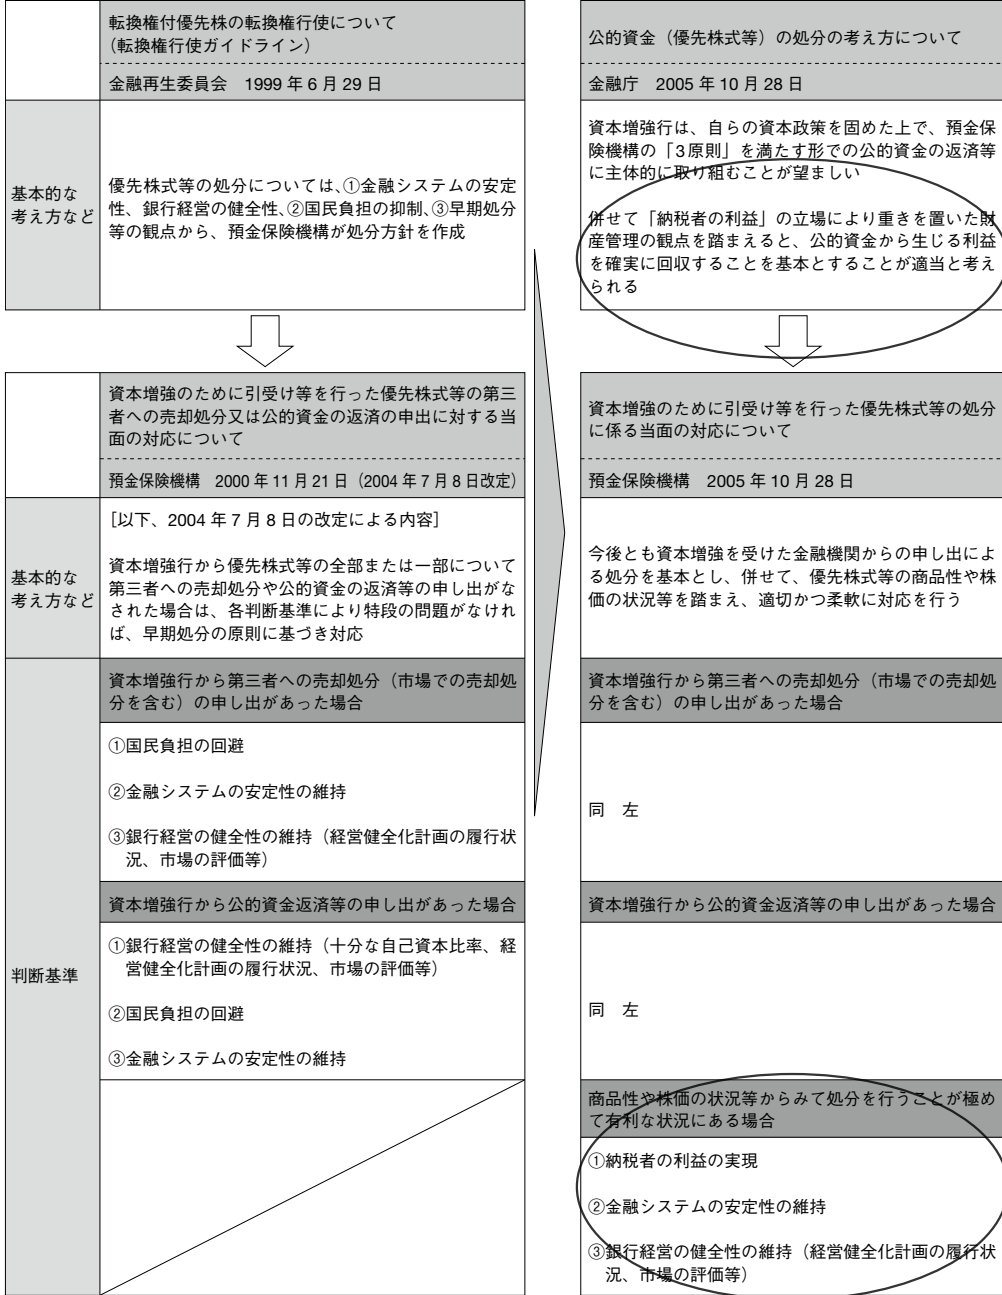 転換権付優先株の転換権行使について
(転換権行使ガイドライン)
金融再生委員会　1999 年 6 月 29 日
基本的な
考え方など
優先株式等の処分については、①金融システムの安定
性、銀行経営の健全性、②国民負担の抑制、③早期処分
等の観点から、預金保険機構が処分方針を作成
公的資金（優先株式等）の処分の考え方について
金融庁　2005 年 10 月 28 日
資本増強行は、自らの資本政策を固めた上で、預金保
険機構の「3原則」を満たす形での公的資金の返済等
に主体的に取り組むことが望ましい
併せて「納税者の利益」の立場により重きを置いた財
産管理の観点を踏まえると、公的資金から生じる利益
を確実に回収することを基本とすることが適当と考え
られる
資本増強のために引受け等を行った優先株式等の第三
者への売却処分又は公的資金の返済の申出に対する当
面の対応について
預金保険機構　2000 年 11 月 21 日（2004 年 7 月 8 日改定）
基本的な
考え方など
［以下、2004 年 7 月 8 日の改定による内容］
資本増強行から優先株式等の全部または一部について
第三者への売却処分や公的資金の返済等の申し出がな
された場合は、各判断基準により特段の問題がなけれ
ば、早期処分の原則に基づき対応
判断基準
資本増強行から第三者への売却処分（市場での売却処
分を含む）の申し出があった場合
①国民負担の回避
②金融システムの安定性の維持
③銀行経営の健全性の維持（経営健全化計画の履行状
況、市場の評価等）
資本増強行から公的資金返済等の申し出があった場合
①銀行経営の健全性の維持（十分な自己資本比率、経
営健全化計画の履行状況、市場の評価等）
②国民負担の回避
③金融システムの安定性の維持
資本増強のために引受け等を行った優先株式等の処分
に係る当面の対応について
預金保険機構　2005 年 10 月 28 日
今後とも資本増強を受けた金融機関からの申し出によ
る処分を基本とし、併せて、優先株式等の商品性や株
価の状況等を踏まえ、適切かつ柔軟に対応を行う
資本増強行から第三者への売却処分（市場での売却処
分を含む）の申し出があった場合
同　左
資本増強行から公的資金返済等の申し出があった場合
同　左
商品性や株価の状況等からみて処分を行うことが極め
て有利な状況にある場合
①納税者の利益の実現
②金融システムの安定性の維持
③銀行経営の健全性の維持（経営健全化計画の履行状
況、市場の評価等）